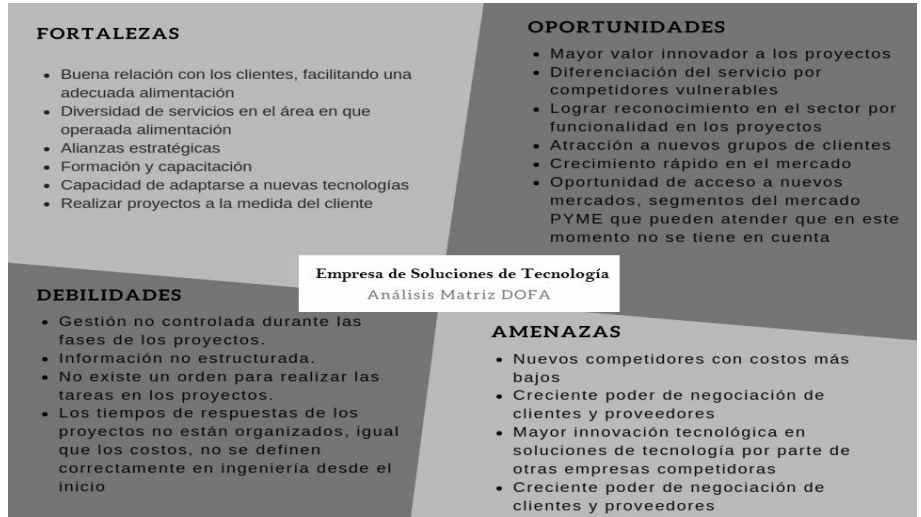 FORTALEZAS
• Buena relación con los clientes, facilitando una
adecuada alimentación
• Diversidad de servicios en el área en que
operaada alimentación
• Alianzas estratégicas
• Formación y capacitación
• Capacidad de adaptarse a nuevas tecnologías
• Realizar proyectos a la medida del cliente
OPORTUNIDADES
• Mayor valor innovador a los proyectos
• Diferenciación del servicio por
competidores vulnerables
• Lograr reconocimiento en el sector por
funcionalidad en los proyectos
• Atracción a nuevos grupos de clientes
• Crecimiento rápido en el mercado
• Oportunidad de acceso a nuevos
mercados, segmentos del mercado
PYME que pueden atender que en este
momento no se tiene en cuenta
Empresa de Soluciones de Tecnología
Análisis Matriz DOFA
DEBILIDADES
• Gestión no controlada durante las
fases de los proyectos.
• Información no estructurada.
• No existe un orden para realizar las
tareas en los proyectos.
• Los tiempos de respuestas de los
proyectos no están organizados, igual
que los costos, no se definen
correctamente en ingeniería desde el
inicio
AMENAZAS
• Nuevos competidores con costos más
bajos
• Creciente poder de negociación de
clientes y proveedores
• Mayor innovación tecnológica en
soluciones de tecnología por parte de
otras empresas competidoras
• Creciente poder de negociación de
clientes y proveedores